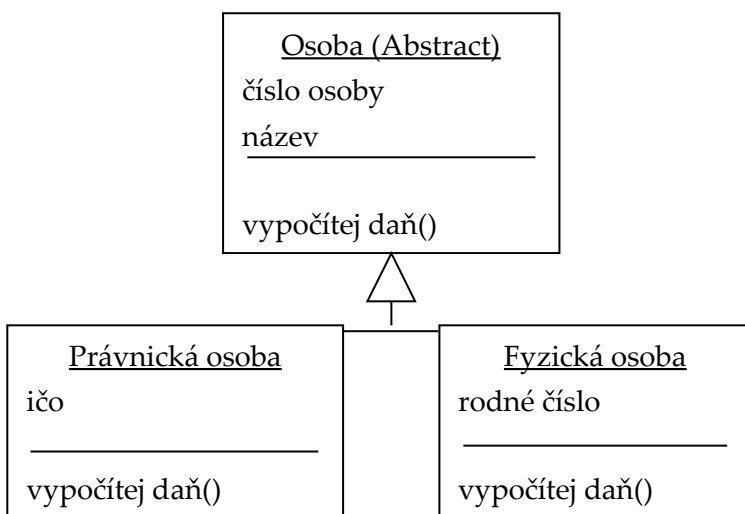 Osoba (Abstract)
číslo osoby
název
vypočítej daň()
Právnická osoba
ičo
vypočítej daň()
Fyzická osoba
rodné číslo
vypočítej daň()